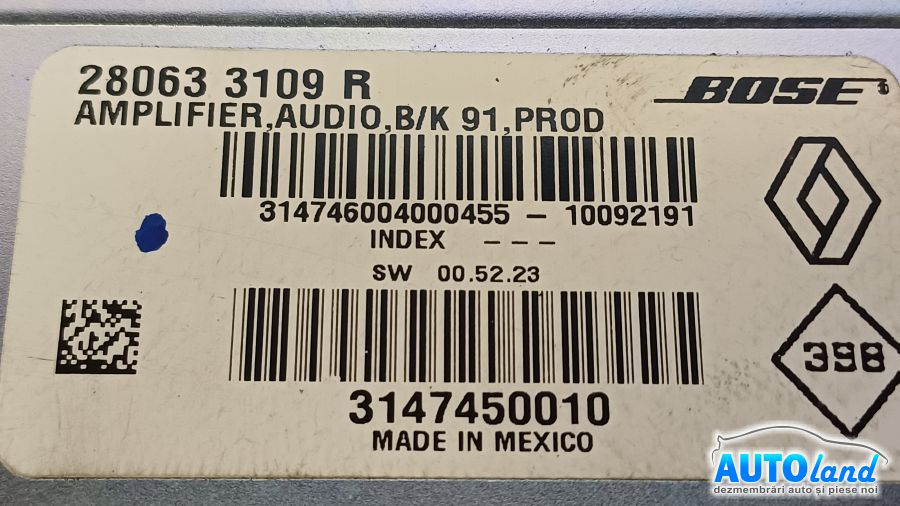 28063 3109 R
BOSE
AMPLIFIER,AUDIO,B/K 91,PROD
314746004000455 - 10092191
INDEX ---
SW 00.52.23
398
3147450010
MADE IN MEXICO
AUTOland
dezmembrări auto și piese noi